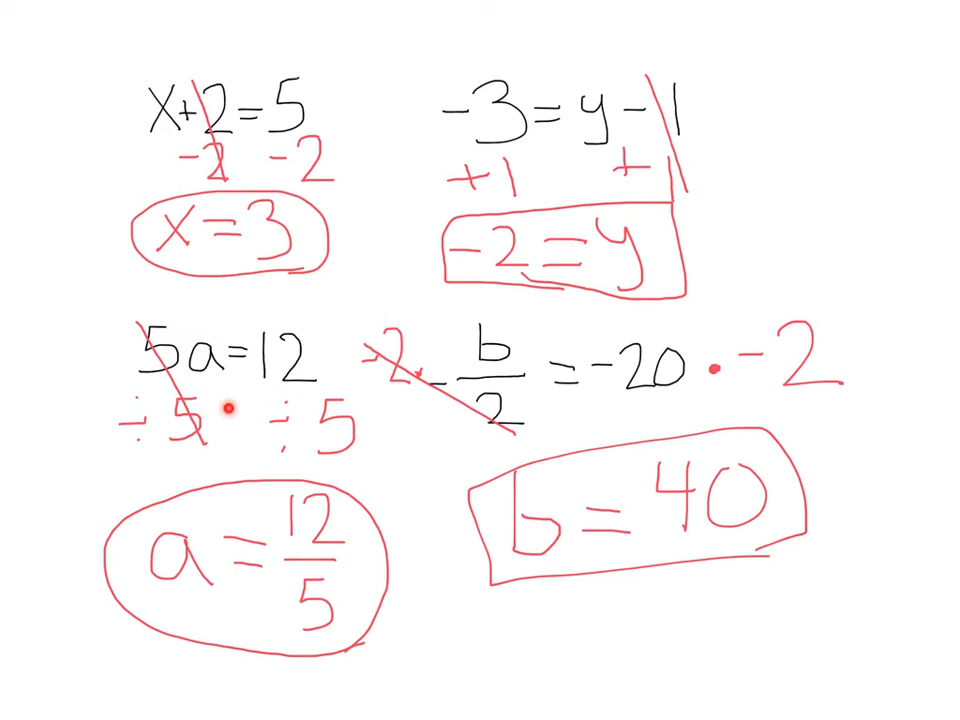 x+2=5
-2 -2
x=3
-3=y-1
+1 +1
-2=y
5a=12
÷5 ÷5
a=12/5
-2·-b/2=-20·-2
b=40